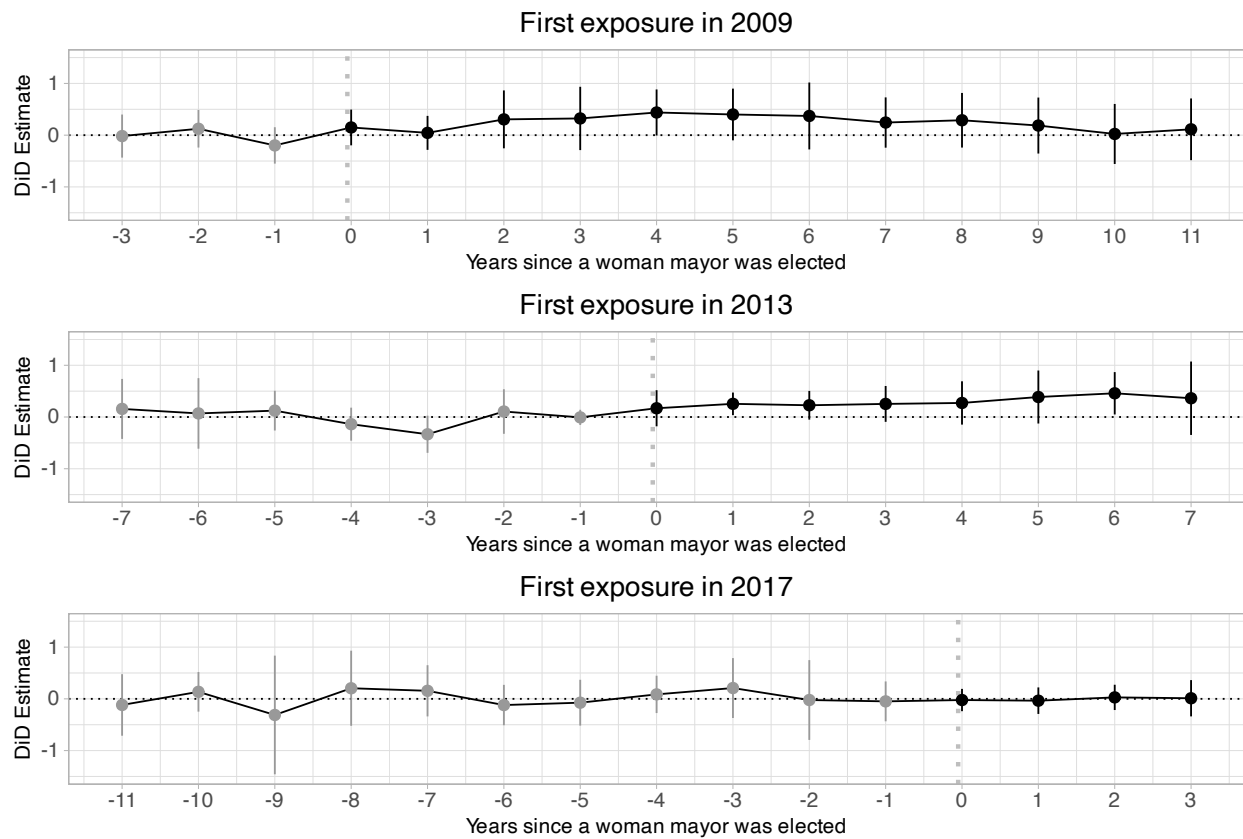 First exposure in 2009
DiD Estimate
1
0
-1
-3 -2 -1 0 1 2 3 4 5 6 7 8 9 10 11
Years since a woman mayor was elected
First exposure in 2013
DiD Estimate
1
0
-1
-7 -6 -5 -4 -3 -2 -1 0 1 2 3 4 5 6 7
Years since a woman mayor was elected
First exposure in 2017
DiD Estimate
1
0
-1
-11 -10 -9 -8 -7 -6 -5 -4 -3 -2 -1 0 1 2 3
Years since a woman mayor was elected